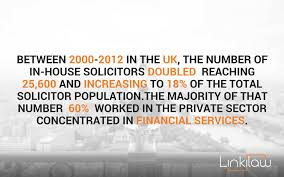 BETWEEN 2000-2012 IN THE UK, THE NUMBER OF
IN-HOUSE SOLICITORS DOUBLED REACHING
25,600 AND INCREASING TO 18% OF THE TOTAL
SOLICITOR POPULATION.THE MAJORITY OF THAT
NUMBER 60% WORKED IN THE PRIVATE SECTOR
CONCENTRATED IN FINANCIAL SERVICES.
Linkilaw